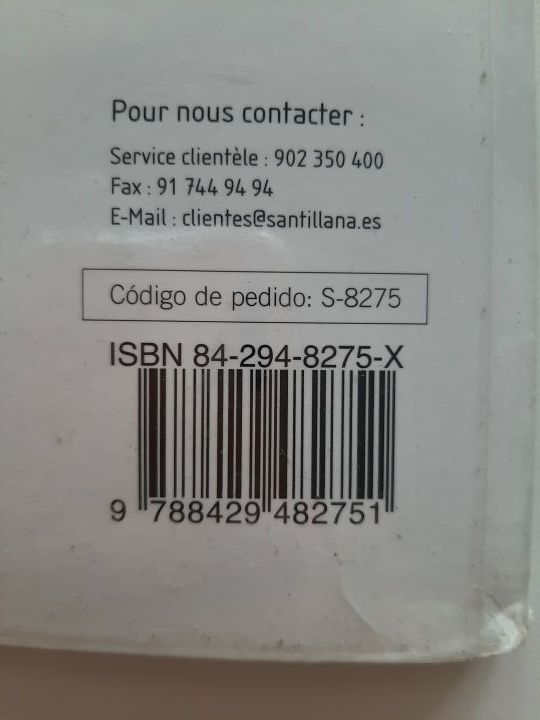 Pour nous contacter :
Service clientèle : 902 350 400
Fax : 91 744 94 94
E-Mail : clientes@santillana.es
Código de pedido: S-8275
ISBN 84-294-8275-X
9 788429 482751